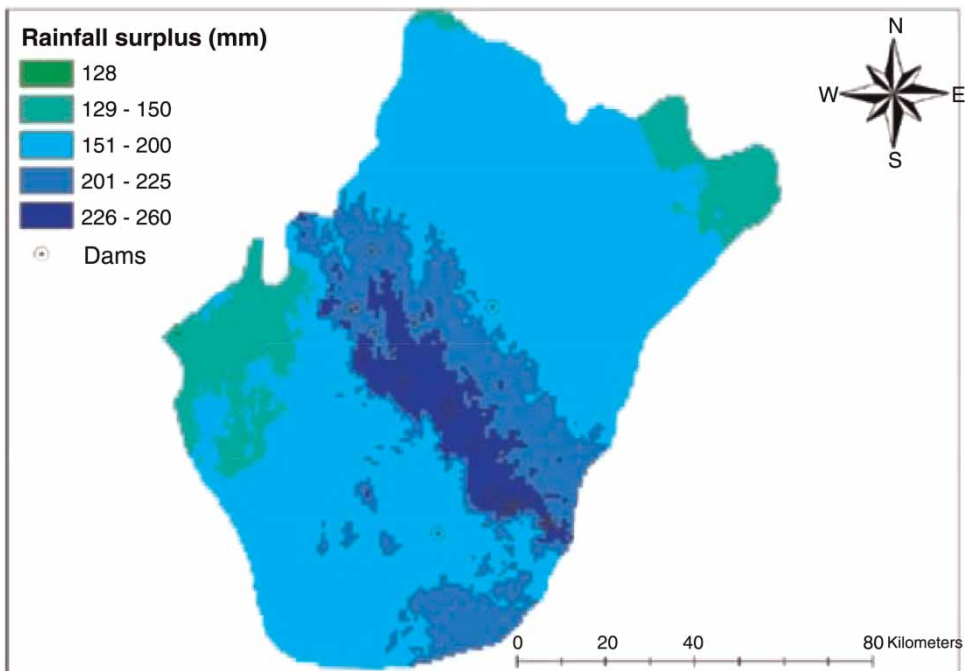 Rainfall surplus (mm)
128
129 - 150
151 - 200
201 - 225
226 - 260
Dams
N
W E
S
0 20 40 80 Kilometers